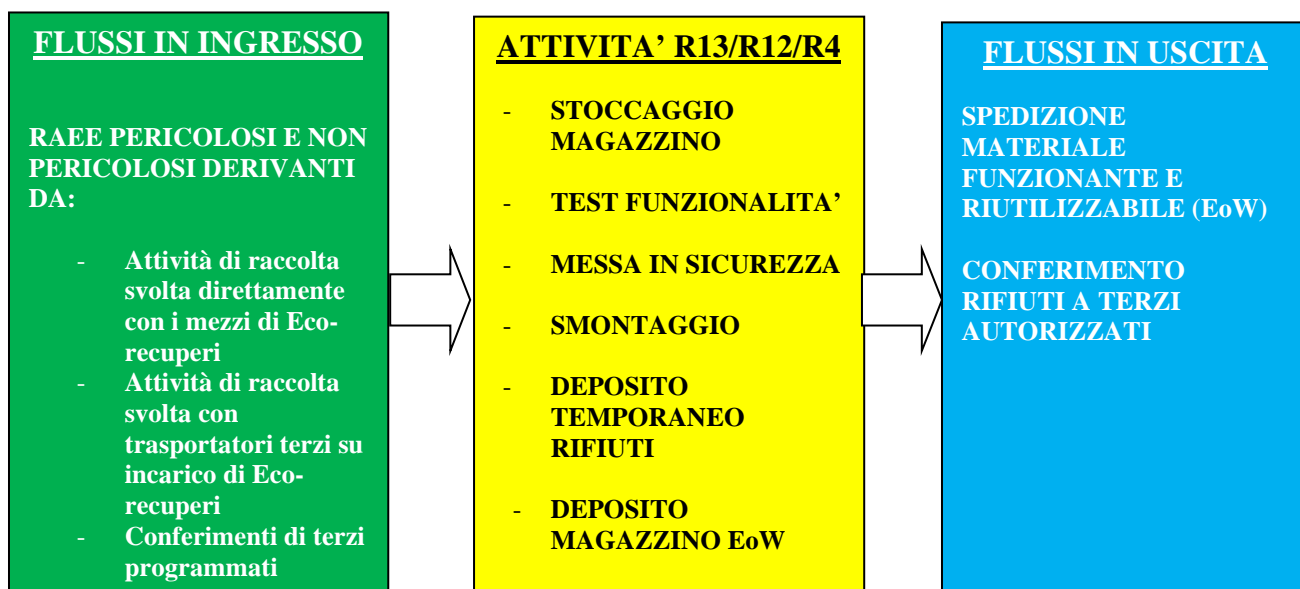 FLUSSI IN INGRESSO
RAEE PERICOLOSI E NON
PERICOLOSI DERIVANTI
DA:
- Attività di raccolta
svolta direttamente
con i mezzi di Eco-
recuperi
- Attività di raccolta
svolta con
trasportatori terzi su
incarico di Eco-
recuperi
- Conferimenti di terzi
programmati
ATTIVITA’ R13/R12/R4
- STOCCAGGIO
MAGAZZINO
- TEST FUNZIONALITA’
- MESSA IN SICUREZZA
- SMONTAGGIO
- DEPOSITO
TEMPORANEO
RIFIUTI
- DEPOSITO
MAGAZZINO EoW
FLUSSI IN USCITA
SPEDIZIONE
MATERIALE
FUNZIONANTE E
RIUTILIZZABILE (EoW)
CONFERIMENTO
RIFIUTI A TERZI
AUTORIZZATI